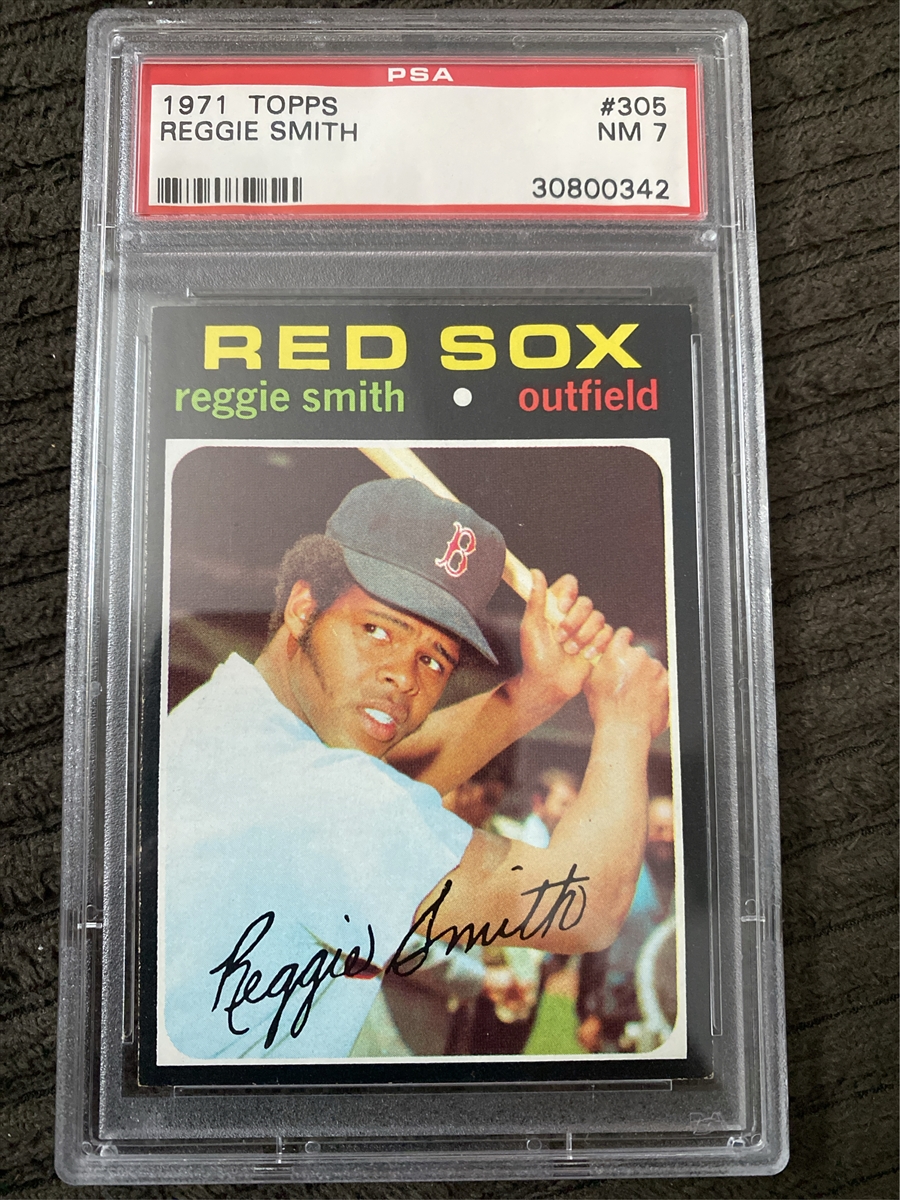 PSA
1971 TOPPS #305
REGGIE SMITH NM 7
30800342
RED SOX
reggie smith • outfield
B
Reggie Smith